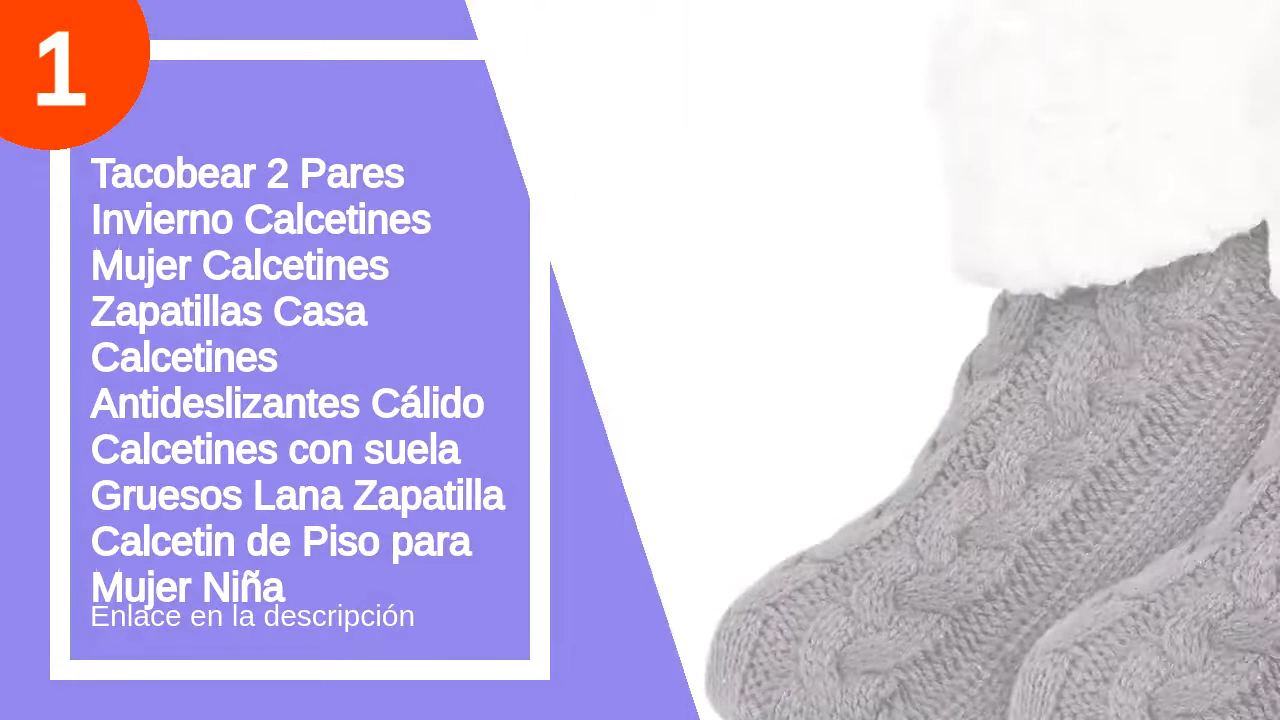 1
Tacobear 2 Pares
Invierno Calcetines
Mujer Calcetines
Zapatillas Casa
Calcetines
Antideslizantes Cálido
Calcetines con suela
Gruesos Lana Zapatilla
Calcetin de Piso para
Mujer Niña
Enlace en la descripción